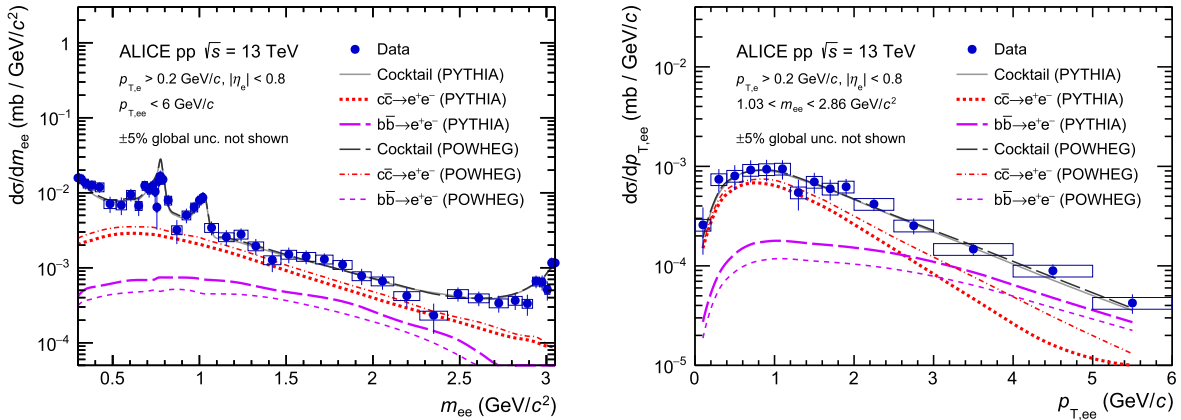 dσ/dm_ee (mb / GeV/c²)
10⁻¹
10⁻²
10⁻³
10⁻⁴
ALICE pp √s = 13 TeV
p_T,e > 0.2 GeV/c, |η_e| < 0.8
p_T,ee < 6 GeV/c
±5% global unc. not shown
Data
Cocktail (PYTHIA)
cc̅→e⁺e⁻ (PYTHIA)
bb̅→e⁺e⁻ (PYTHIA)
Cocktail (POWHEG)
cc̅→e⁺e⁻ (POWHEG)
bb̅→e⁺e⁻ (POWHEG)
1
0.5 1 1.5 2 2.5 3
m_ee (GeV/c²)
dσ/dp_T,ee (mb / GeV/c)
10⁻¹
10⁻²
10⁻³
10⁻⁴
10⁻⁵
ALICE pp √s = 13 TeV
p_T,e > 0.2 GeV/c, |η_e| < 0.8
1.03 < m_ee < 2.86 GeV/c²
±5% global unc. not shown
Data
Cocktail (PYTHIA)
cc̅→e⁺e⁻ (PYTHIA)
bb̅→e⁺e⁻ (PYTHIA)
Cocktail (POWHEG)
cc̅→e⁺e⁻ (POWHEG)
bb̅→e⁺e⁻ (POWHEG)
0 1 2 3 4 5 6
p_T,ee (GeV/c)